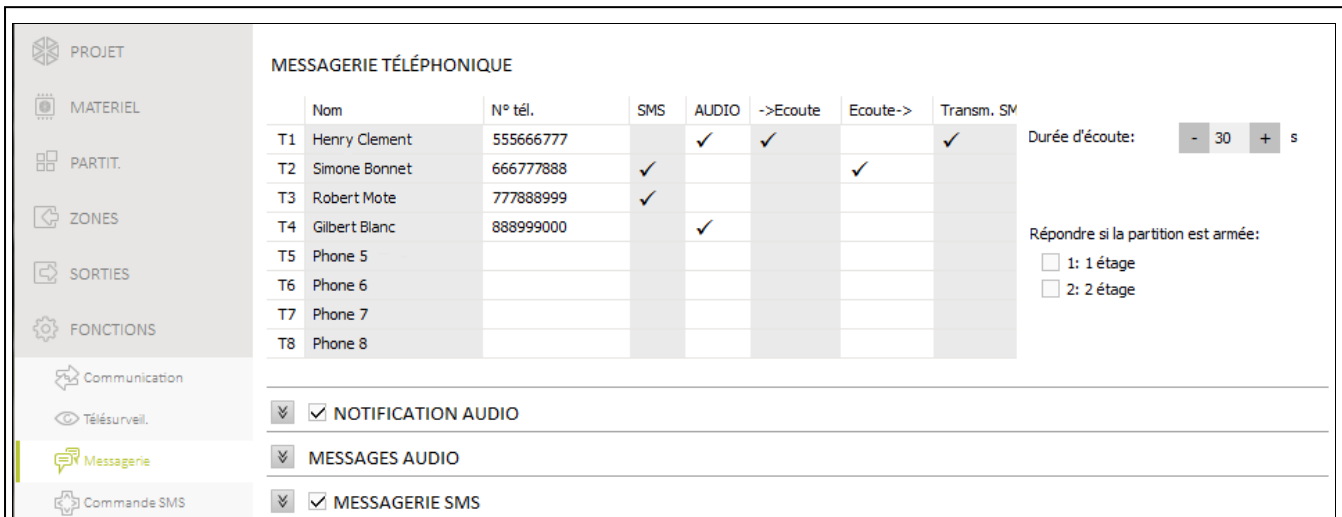 PROJET
MATERIEL
PARTIT.
ZONES
SORTIES
FONCTIONS
Communication
Télésurveil.
Messagerie
Commande SMS
MESSAGERIE TÉLÉPHONIQUE
Nom N° tél. SMS AUDIO ->Ecoute Ecoute-> Transm. SM
T1 Henry Clement 555666777 ✓ ✓ ✓
T2 Simone Bonnet 666777888 ✓ ✓
T3 Robert Mote 777888999 ✓
T4 Gilbert Blanc 888999000 ✓
T5 Phone 5
T6 Phone 6
T7 Phone 7
T8 Phone 8
Durée d'écoute: - 30 + s
Répondre si la partition est armée:
1: 1 étage
2: 2 étage
NOTIFICATION AUDIO
MESSAGES AUDIO
MESSAGERIE SMS